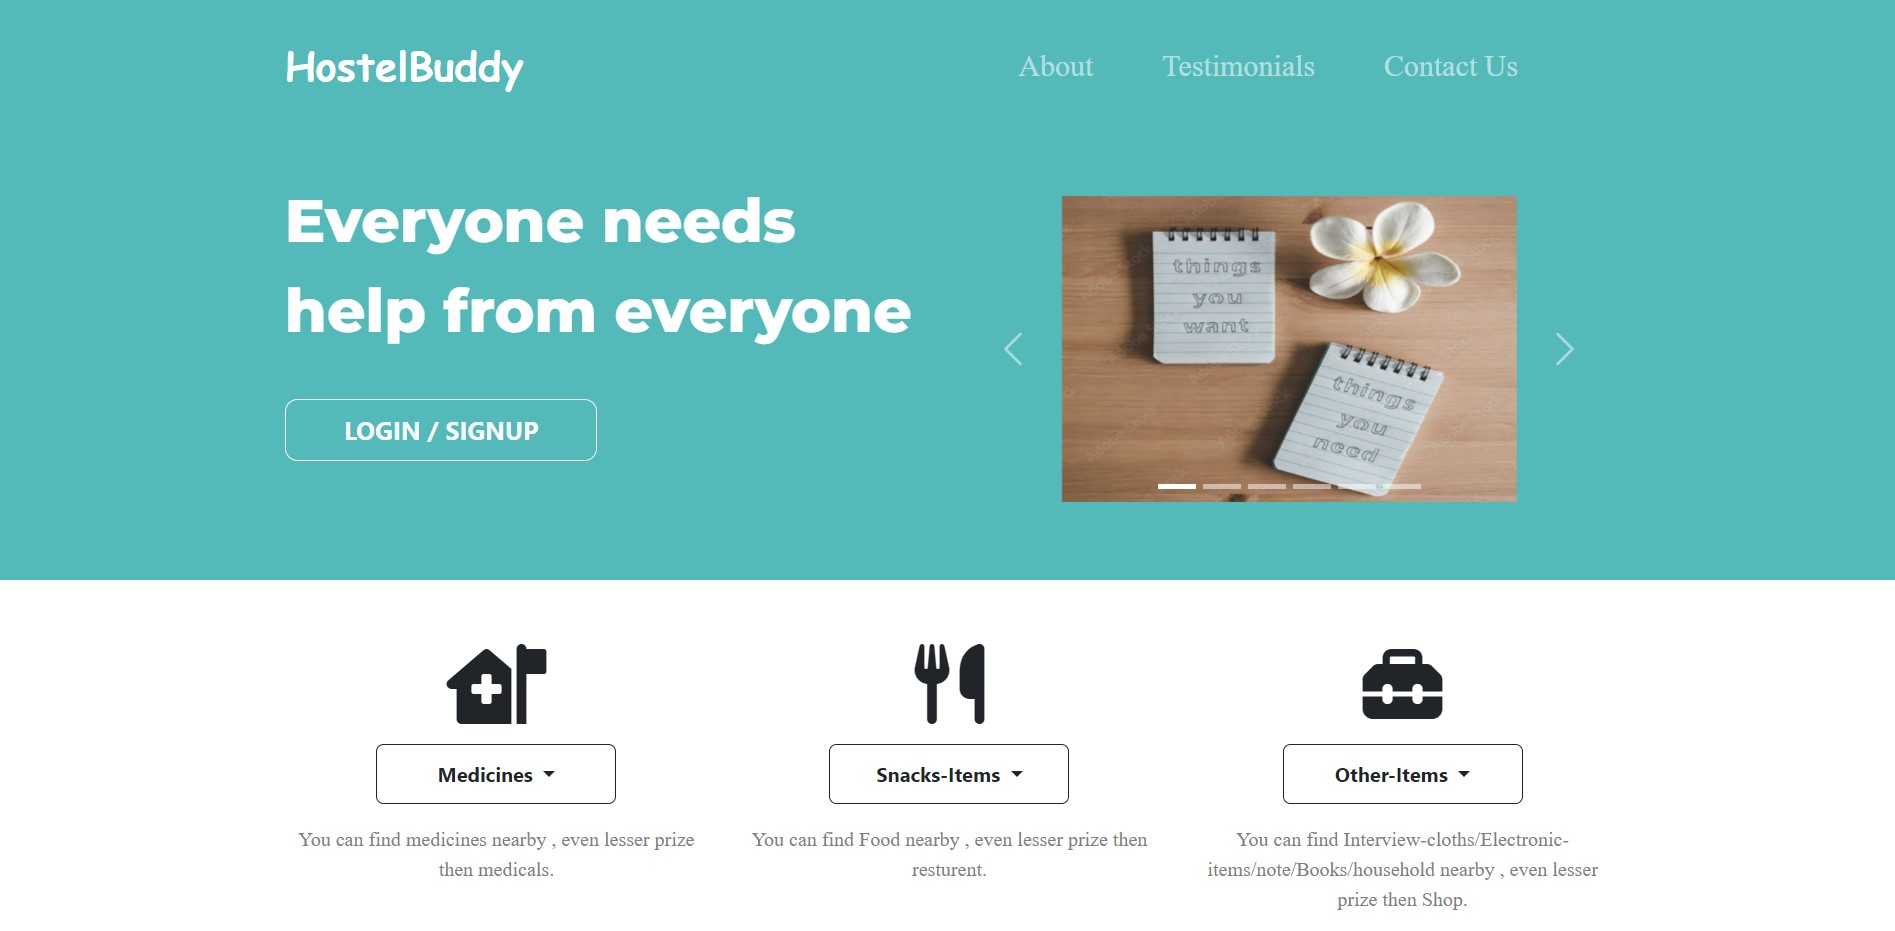 HostelBuddy
About
Testimonials
Contact Us
Everyone needs
help from everyone
LOGIN / SIGNUP
things
you
want
things
you
need
Medicines
Snacks-Items
Other-Items
You can find medicines nearby , even lesser prize
then medicals.
You can find Food nearby , even lesser prize then
resturent.
You can find Interview-cloths/Electronic-
items/note/Books/household nearby , even lesser
prize then Shop.